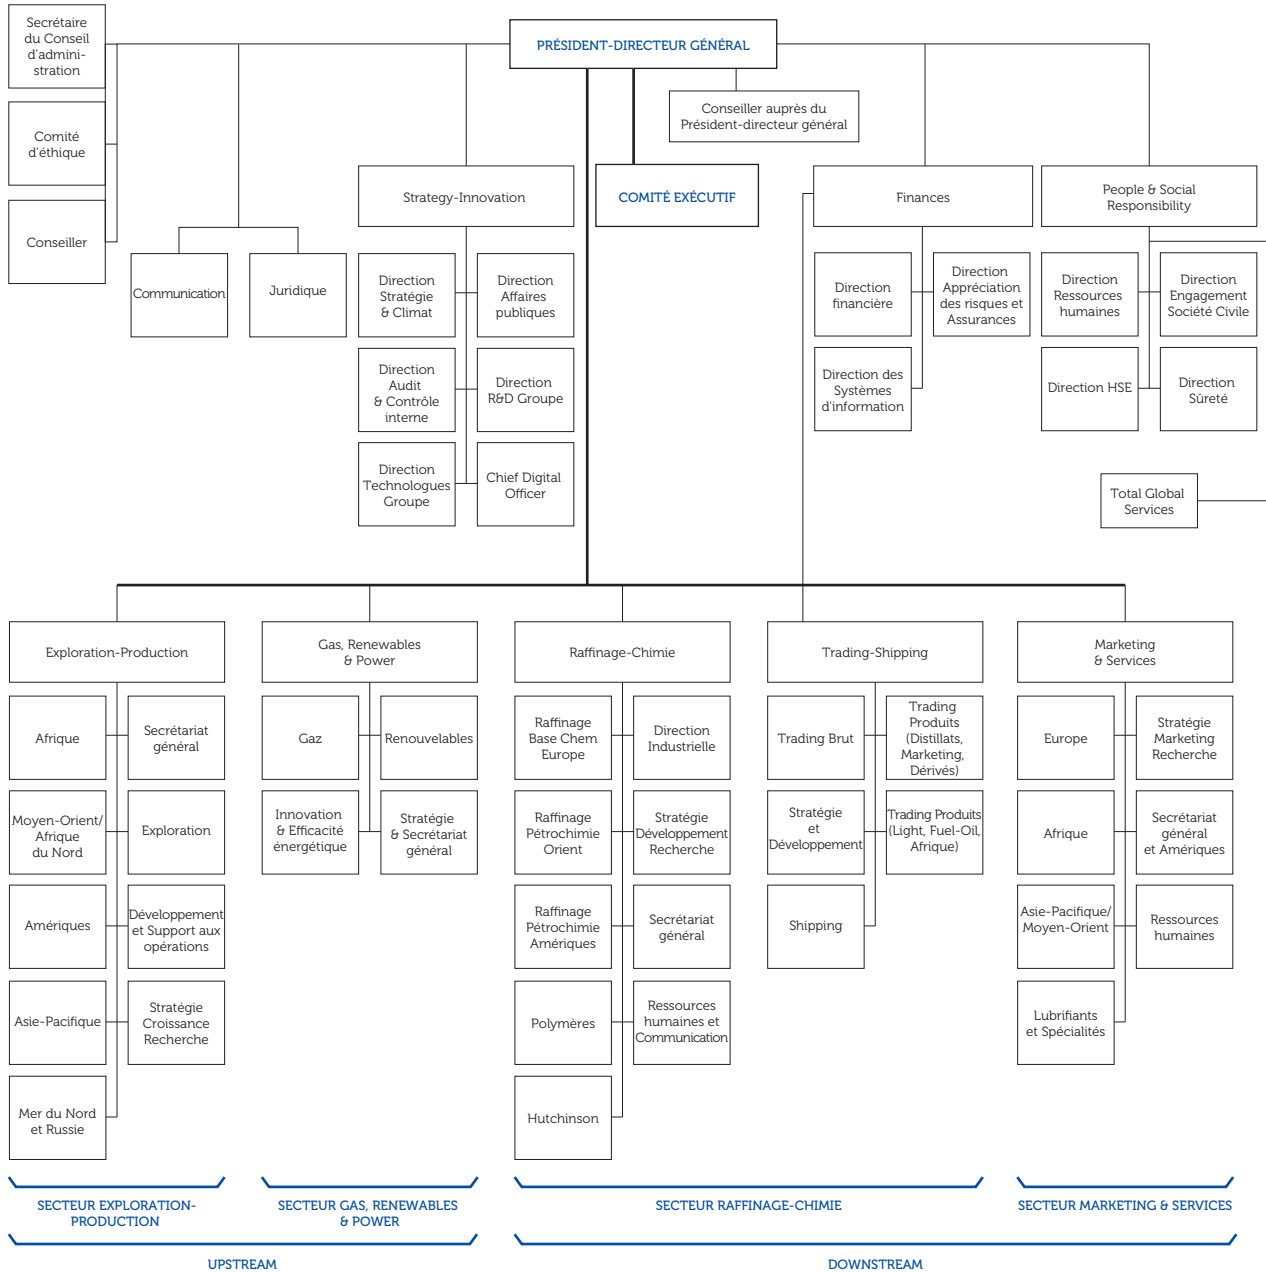 Secrétaire
du Conseil
d'admini-
stration
PRÉSIDENT-DIRECTEUR GÉNÉRAL
Conseiller auprès du
Président-directeur général
Comité
d'éthique
Conseiller
Communication
Juridique
Strategy-Innovation
COMITÉ EXÉCUTIF
Finances
People & Social
Responsibility
Direction
Stratégie
& Climat
Direction
Affaires
publiques
Direction
Audit
& Contrôle
interne
Direction
R&D Groupe
Direction
Technologues
Groupe
Chief Digital
Officer
Direction
financière
Direction
Appréciation
des risques et
Assurances
Direction des
Systèmes
d'information
Direction
Ressources
humaines
Direction
Engagement
Société Civile
Direction HSE
Direction
Sûreté
Total Global
Services
Exploration-Production
Gas, Renewables
& Power
Raffinage-Chimie
Trading-Shipping
Marketing
& Services
Afrique
Secrétariat
général
Moyen-Orient/
Afrique
du Nord
Exploration
Amériques
Développement
et Support aux
opérations
Asie-Pacifique
Stratégie
Croissance
Recherche
Mer du Nord
et Russie
Gaz
Renouvelables
Innovation
& Efficacité
énergétique
Stratégie
& Secrétariat
général
Raffinage
Base Chem
Europe
Direction
Industrielle
Raffinage
Pétrochimie
Orient
Stratégie
Développement
Recherche
Raffinage
Pétrochimie
Amériques
Secrétariat
général
Polymères
Ressources
humaines et
Communication
Hutchinson
Trading Brut
Trading
Produits
(Distillats,
Marketing,
Dérivés)
Stratégie
et
Développement
Trading Produits
(Light, Fuel-Oil,
Afrique)
Shipping
Europe
Stratégie
Marketing
Recherche
Afrique
Secrétariat
général
et Amériques
Asie-Pacifique/
Moyen-Orient
Ressources
humaines
Lubrifiants
et Spécialités
SECTEUR EXPLORATION-
PRODUCTION
SECTEUR GAS, RENEWABLES
& POWER
SECTEUR RAFFINAGE-CHIMIE
SECTEUR MARKETING & SERVICES
UPSTREAM
DOWNSTREAM